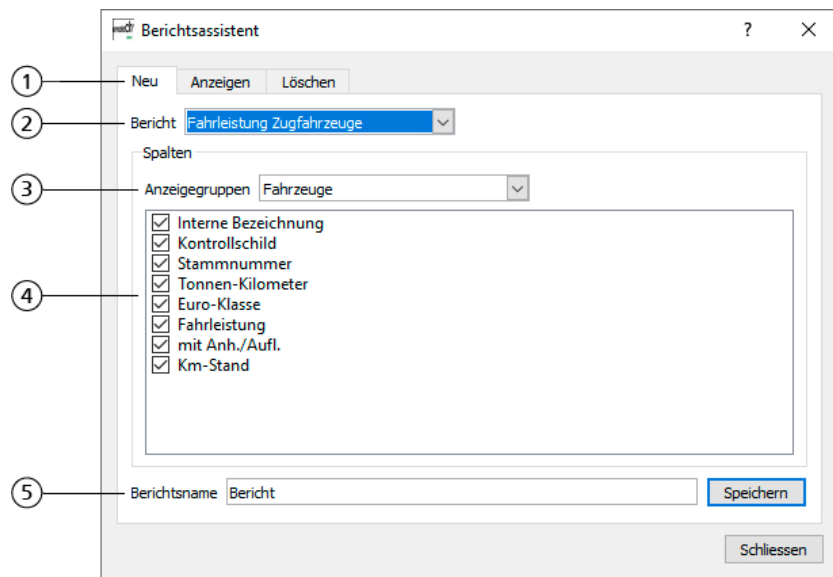 Berichtsassistent ?
1 Neu Anzeigen Löschen
2 Bericht Fahrleistung Zugfahrzeuge
Spalten
3 Anzeigegruppen Fahrzeuge
Interne Bezeichnung
Kontrollschild
Stammnummer
Tonnen-Kilometer
4 Euro-Klasse
Fahrleistung
mit Anh./Aufl.
Km-Stand
5 Berichtsname Bericht Speichern
Schliessen